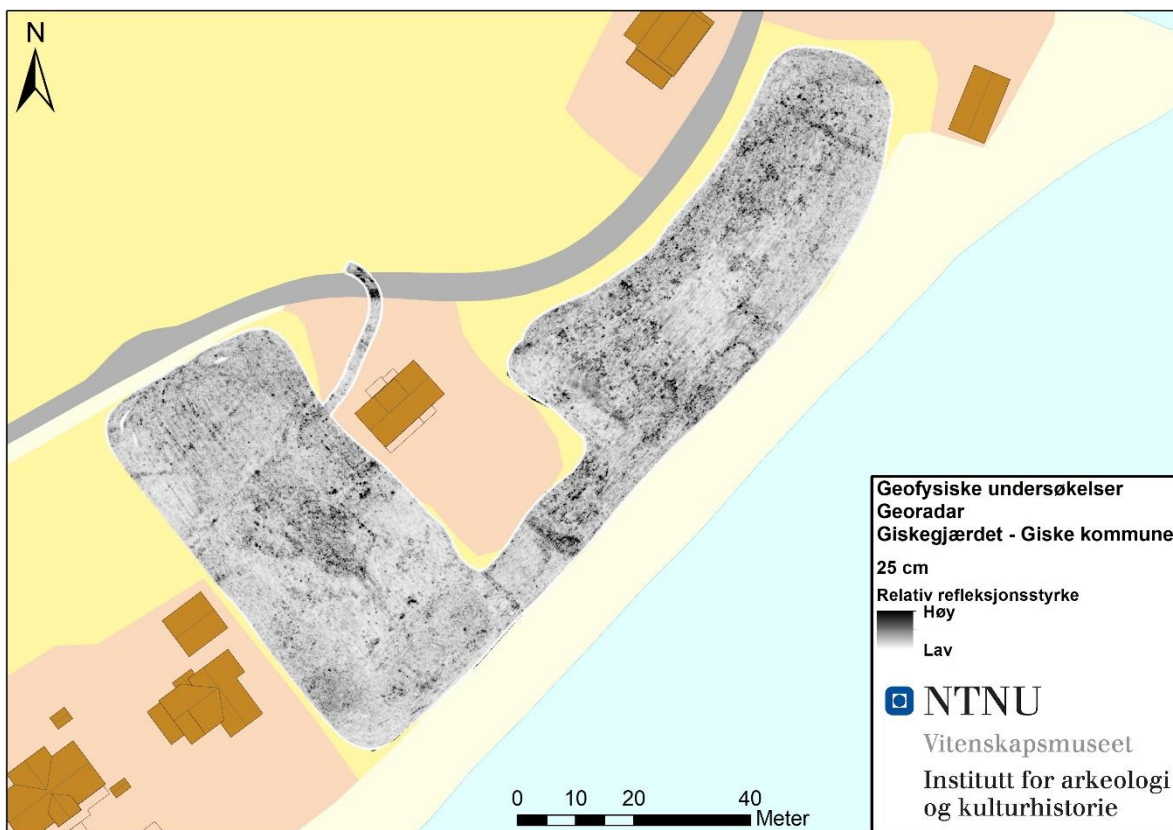 N
Geofysiske undersøkelser
Georadar
Giskegjærdet - Giske kommune
25 cm
Relativ refleksjonsstyrke
Høy
Lav
NTNU
Vitenskapsmuseet
Institutt for arkeologi
og kulturhistorie
0 10 20 40
Meter